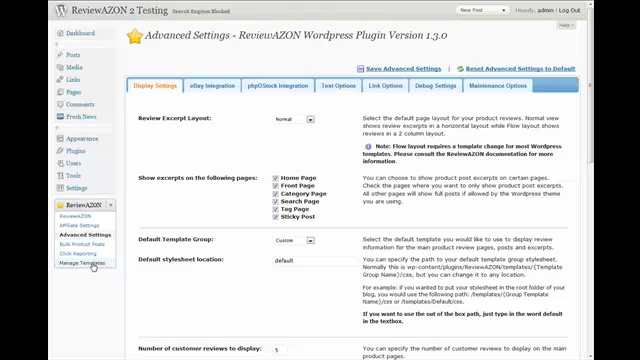 ReviewAZON 2 Testing
Search Engines Blocked
New Post
Howdy, admin | Log Out
Help
Dashboard
Posts
Media
Links
Pages
Comments
Fresh News
Appearance
Plugins
Users
Tools
Settings
ReviewAZON
ReviewAZON
Affiliate Settings
Advanced Settings
Bulk Product Posts
Click Reporting
Manage Templates
Advanced Settings - ReviewAZON Wordpress Plugin Version 1.3.0
Save Advanced Settings | Reset Advanced Settings to Default
Display Settings
eBay Integration
phpOStock Integration
Text Options
Link Options
Debug Settings
Maintenance Options
Review Excerpt Layout:
Normal
Select the default page layout for your product reviews. Normal view
shows review excerpts in a horizontal layout while Flow layout shows
reviews in a 2 column layout.
Note: Flow layout requires a template change for most Wordpress
templates. Please consult the ReviewAZON documentation for more
information.
Show excerpts on the following pages:
Home Page
Front Page
Category Page
Search Page
Tag Page
Sticky Post
You can choose to show product post excerpts on certain pages.
Check the pages where you want to only show product post excerpts.
All other pages will show full posts if allowed by the Wordpress
theme you are using.
Default Template Group:
Custom
Select the default template you would like to use to display review
information for the main product review pages, posts and excerpts.
Default stylesheet location:
default
You can specify the path to your default template group stylesheet.
Normally this is wp-content/plugins/ReviewAZON/templates/{Template
Group Name}/css, but you can change it to any location.
For example: if you wanted to put your stylesheet in the root folder of your
blog, you would use the following path: /templates/{Group Template
Name}/css or /templates/Default/css.
If you want to use the out of the box path, just type in the word default
in the textbox.
Number of customer reviews to display:
5
You can specify the number of customer reviews to display on the main
product pages.